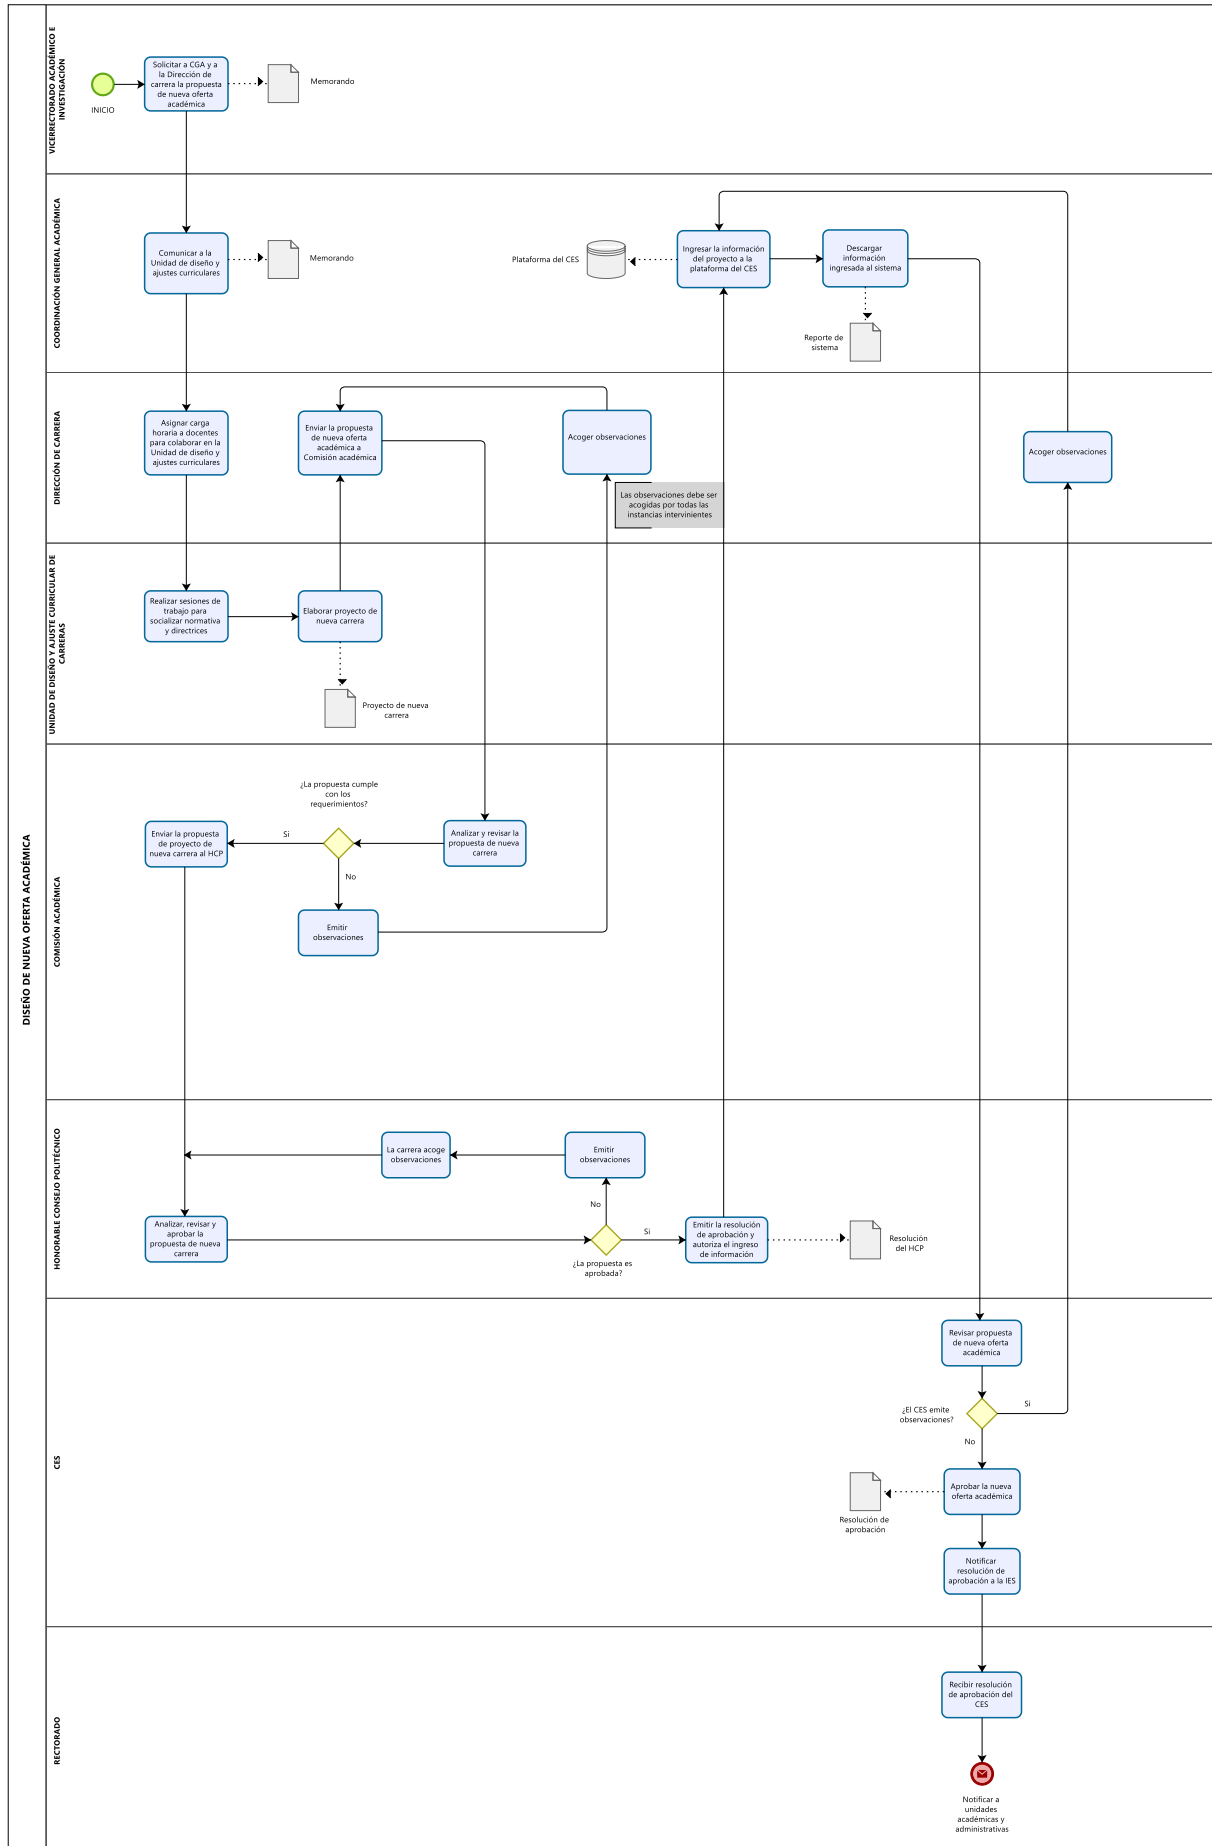 DISEÑO DE NUEVA OFERTA ACADÉMICA
VICERRECTORADO ACADÉMICO E
INVESTIGACIÓN
INICIO
Solicitar a CGA y a
la Dirección de
carrera la propuesta
de nueva oferta
académica
Memorando
COORDINACIÓN GENERAL ACADÉMICA
Comunicar a la
Unidad de diseño y
ajustes curriculares
Memorando
Plataforma del CES
Ingresar la información
del proyecto a la
plataforma del CES
Descargar
información
ingresada al sistema
Reporte de
sistema
DIRECCIÓN DE CARRERA
Asignar carga
horaria a docentes
para colaborar en la
Unidad de diseño y
ajustes curriculares
Enviar la propuesta
de nueva oferta
académica a
Comisión académica
Acoger observaciones
Las observaciones debe ser
acogidas por todas las
instancias intervinientes
Acoger observaciones
UNIDAD DE DISEÑO Y AJUSTE CURRICULAR DE
CARRERAS
Realizar sesiones de
trabajo para
socializar normativa
y directrices
Elaborar proyecto de
nueva carrera
Proyecto de nueva
carrera
COMISIÓN ACADÉMICA
¿La propuesta cumple
con los
requerimientos?
Enviar la propuesta
de proyecto de
nueva carrera al HCP
Si
Analizar y revisar la
propuesta de nueva
carrera
No
Emitir
observaciones
HONORABLE CONSEJO POLITÉCNICO
La carrera acoge
observaciones
Emitir
observaciones
No
Analizar, revisar y
aprobar la
propuesta de nueva
carrera
Si
¿La propuesta es
aprobada?
Emitir la resolución
de aprobación y
autoriza el ingreso
de información
Resolución
del HCP
CES
Revisar propuesta
de nueva oferta
académica
¿El CES emite
observaciones?
Si
No
Aprobar la nueva
oferta académica
Resolución de
aprobación
Notificar
resolución de
aprobación a la IES
RECTORADO
Recibir resolución
de aprobación del
CES
Notificar a
unidades
académicas y
administrativas